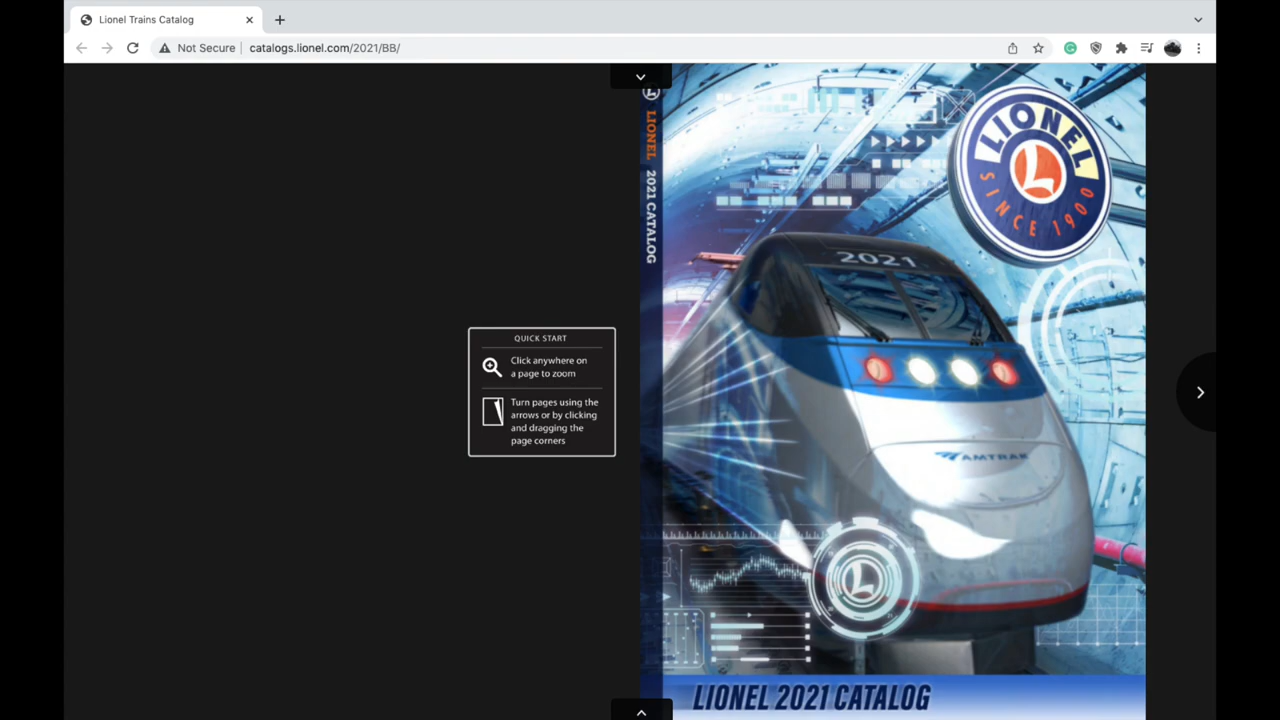 Lionel Trains Catalog
Not Secure
catalogs.lionel.com/2021/BB/
L LIONEL 2021 CATALOG
LIONEL
L
SINCE 1900
2021
QUICK START
Click anywhere on
a page to zoom
Turn pages using the
arrows or by clicking
and dragging the
page corners
AMTRAK
L
LIONEL 2021 CATALOG